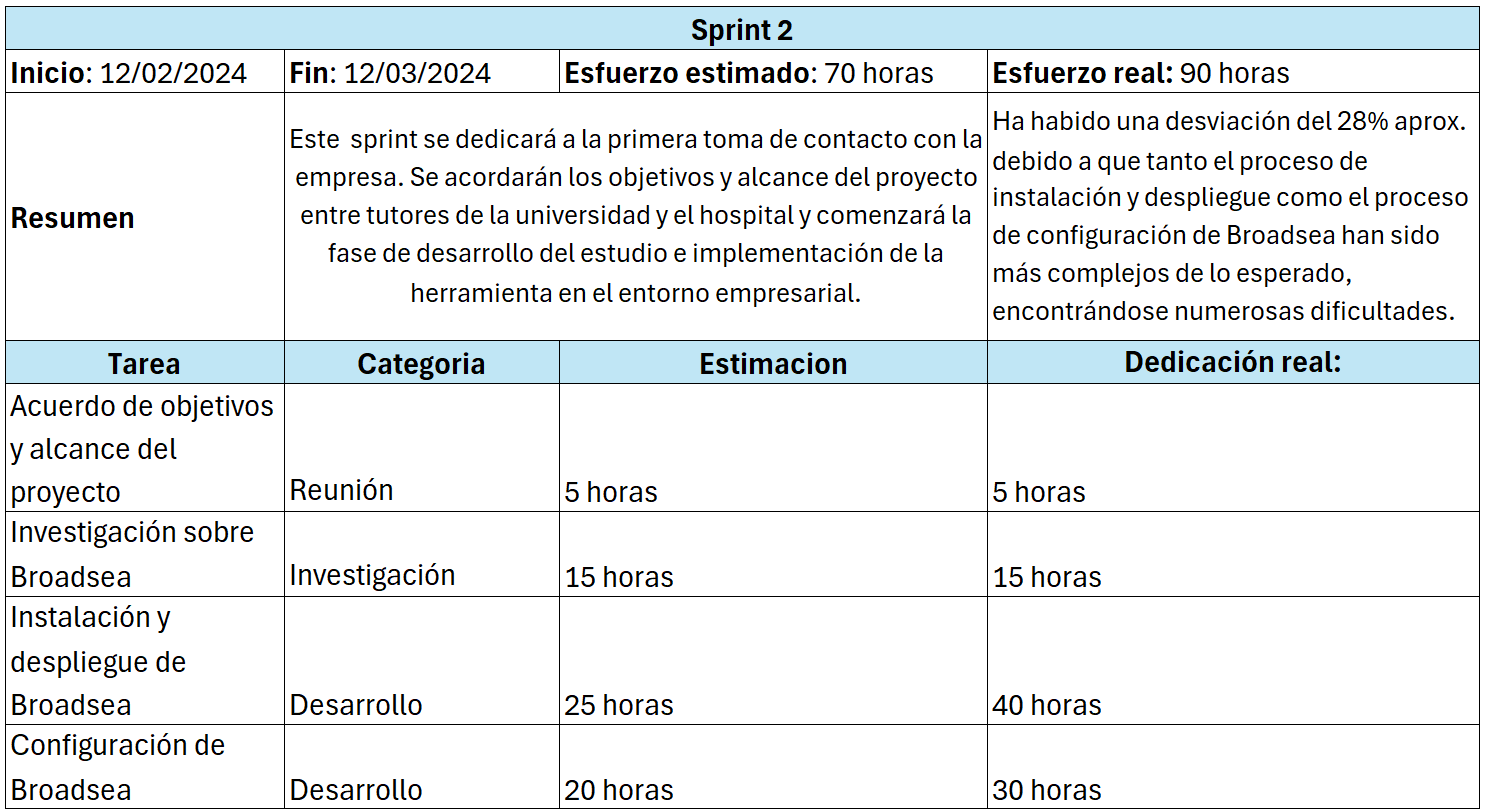 Sprint 2
Inicio: 12/02/2024 Fin: 12/03/2024 Esfuerzo estimado: 70 horas Esfuerzo real: 90 horas
Resumen
Este sprint se dedicará a la primera toma de contacto con la
empresa. Se acordarán los objetivos y alcance del proyecto
entre tutores de la universidad y el hospital y comenzará la
fase de desarrollo del estudio e implementación de la
herramienta en el entorno empresarial.
Ha habido una desviación del 28% aprox.
debido a que tanto el proceso de
instalación y despliegue como el proceso
de configuración de Broadsea han sido
más complejos de lo esperado,
encontrándose numerosas dificultades.
Tarea Categoria Estimacion Dedicación real:
Acuerdo de objetivos
y alcance del
proyecto
Reunión
5 horas
5 horas
Investigación sobre
Broadsea
Investigación
15 horas
15 horas
Instalación y
despliegue de
Broadsea
Desarrollo
25 horas
40 horas
Configuración de
Broadsea
Desarrollo
20 horas
30 horas